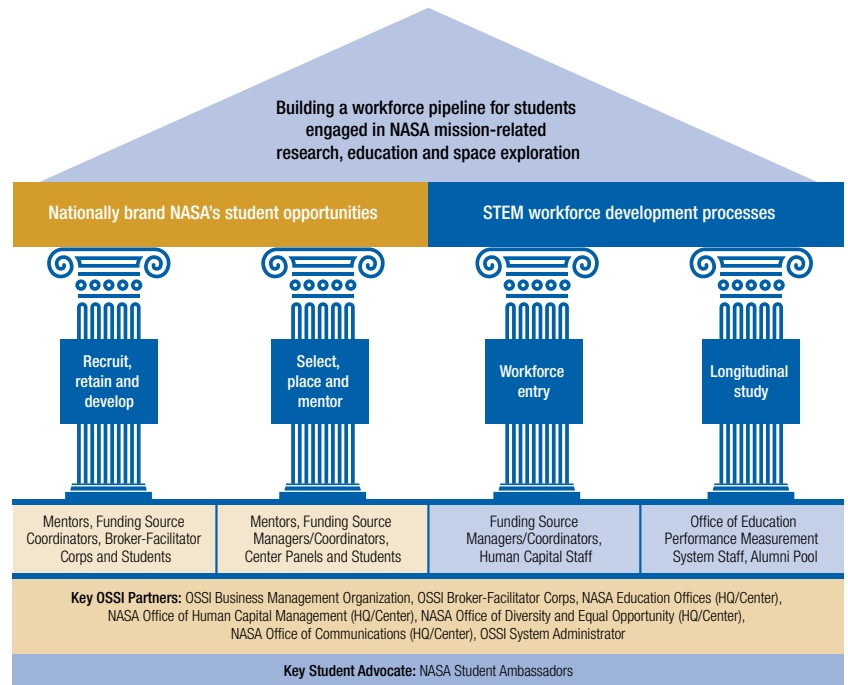 Building a workforce pipeline for students
engaged in NASA mission-related
research, education and space exploration
Nationally brand NASA's student opportunities
STEM workforce development processes
Recruit,
retain and
develop
Select,
place and
mentor
Workforce
entry
Longitudinal
study
Mentors, Funding Source
Coordinators, Broker-Facilitator
Corps and Students
Mentors, Funding Source
Managers/Coordinators,
Center Panels and Students
Funding Source
Managers/Coordinators,
Human Capital Staff
Office of Education
Performance Measurement
System Staff, Alumni Pool
Key OSSI Partners: OSSI Business Management Organization, OSSI Broker-Facilitator Corps, NASA Education Offices (HQ/Center),
NASA Office of Human Capital Management (HQ/Center), NASA Office of Diversity and Equal Opportunity (HQ/Center),
NASA Office of Communications (HQ/Center), OSSI System Administrator
Key Student Advocate: NASA Student Ambassadors